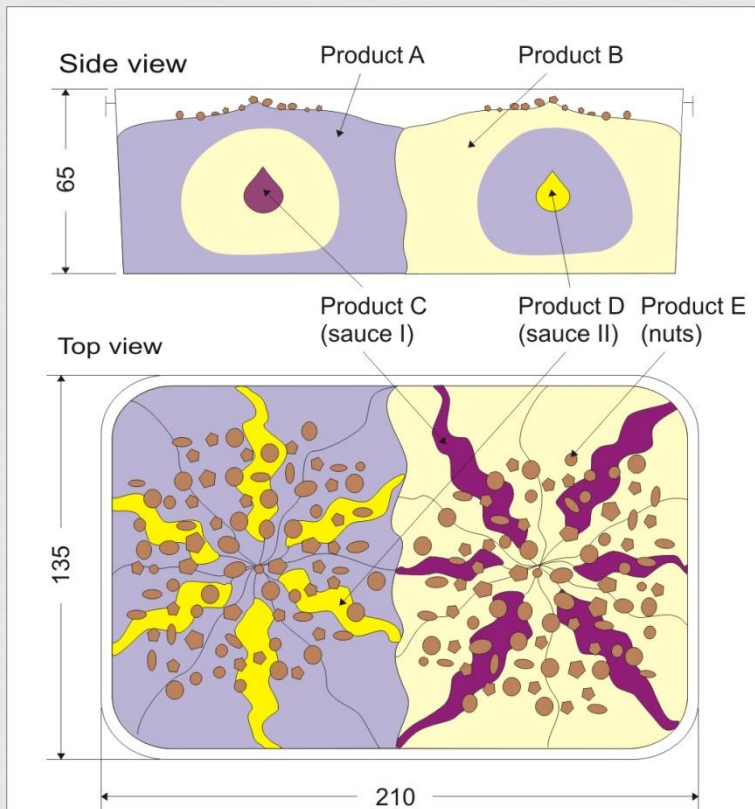 Side view
Product A
Product B
65
Product C
(sauce I)
Product D
(sauce II)
Product E
(nuts)
Top view
135
210